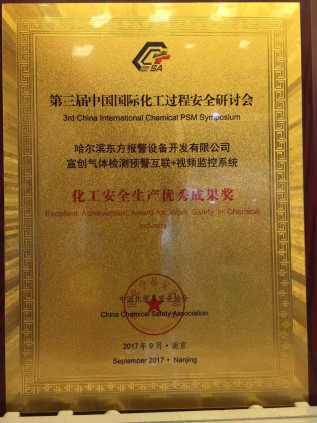 SA
第三届中国国际化工过程安全研讨会
3rd China International Chemical PSM Symposium
哈尔滨东方报警设备开发有限公司
宣创气体检测预警互联+视频监控系统
化工安全生产优秀成果奖
Excellent Achievement Award for Work Safety in Chemical
Industry
中国化学品安全协会
China Chemical Safety Association
2017年9月·南京
September 2017·Nanjing